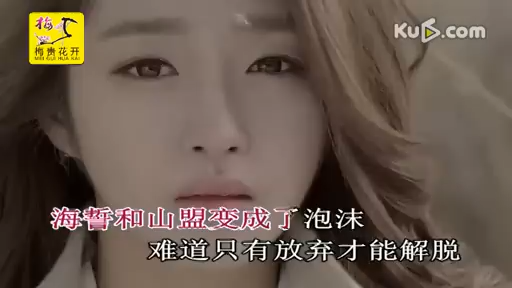 梅
梅贵花开
MEI GUI HUA KAI
Ku6.com
海誓和山盟变成了泡沫
难道只有放弃才能解脱